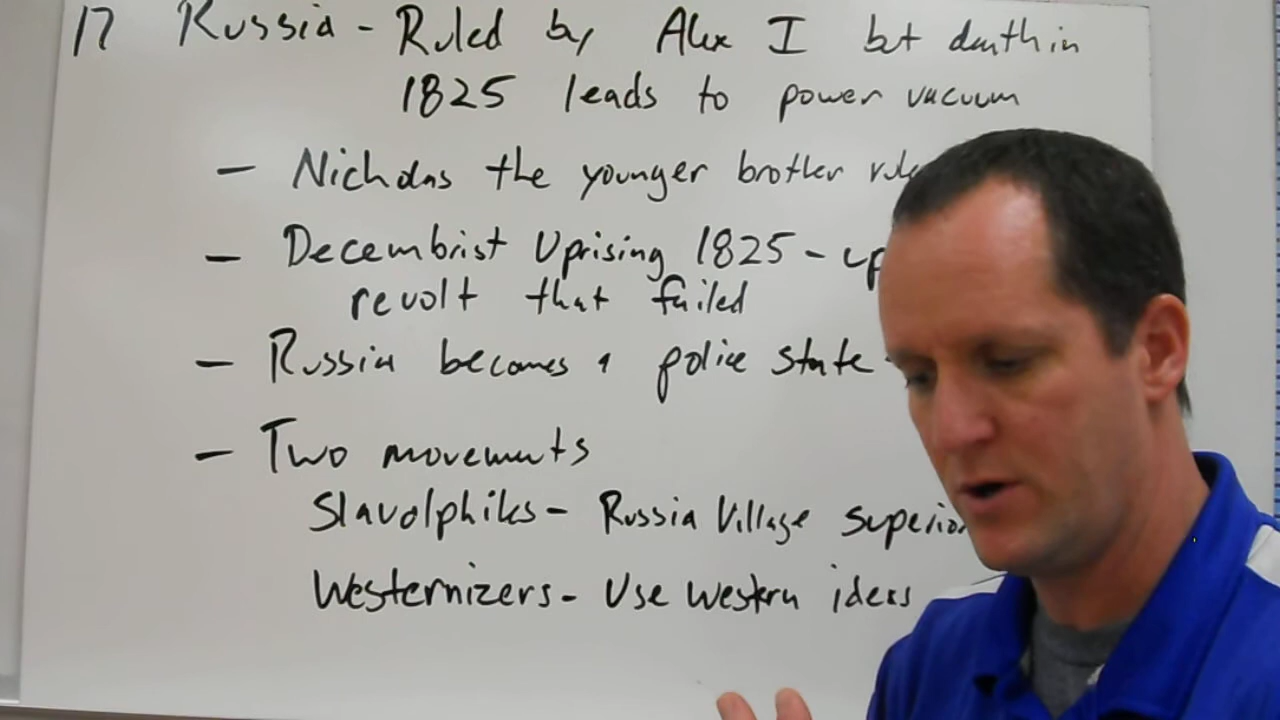 17 Russia - Ruled by Alex I but death in
1825 leads to power vacuum
- Nicholas the younger brother
- Decembrist Uprising 1825 -
revolt that failed
- Russia becomes a police state
- Two movements
Slavolphiles - Russia Village superior
Westernizers - Use Western ideas